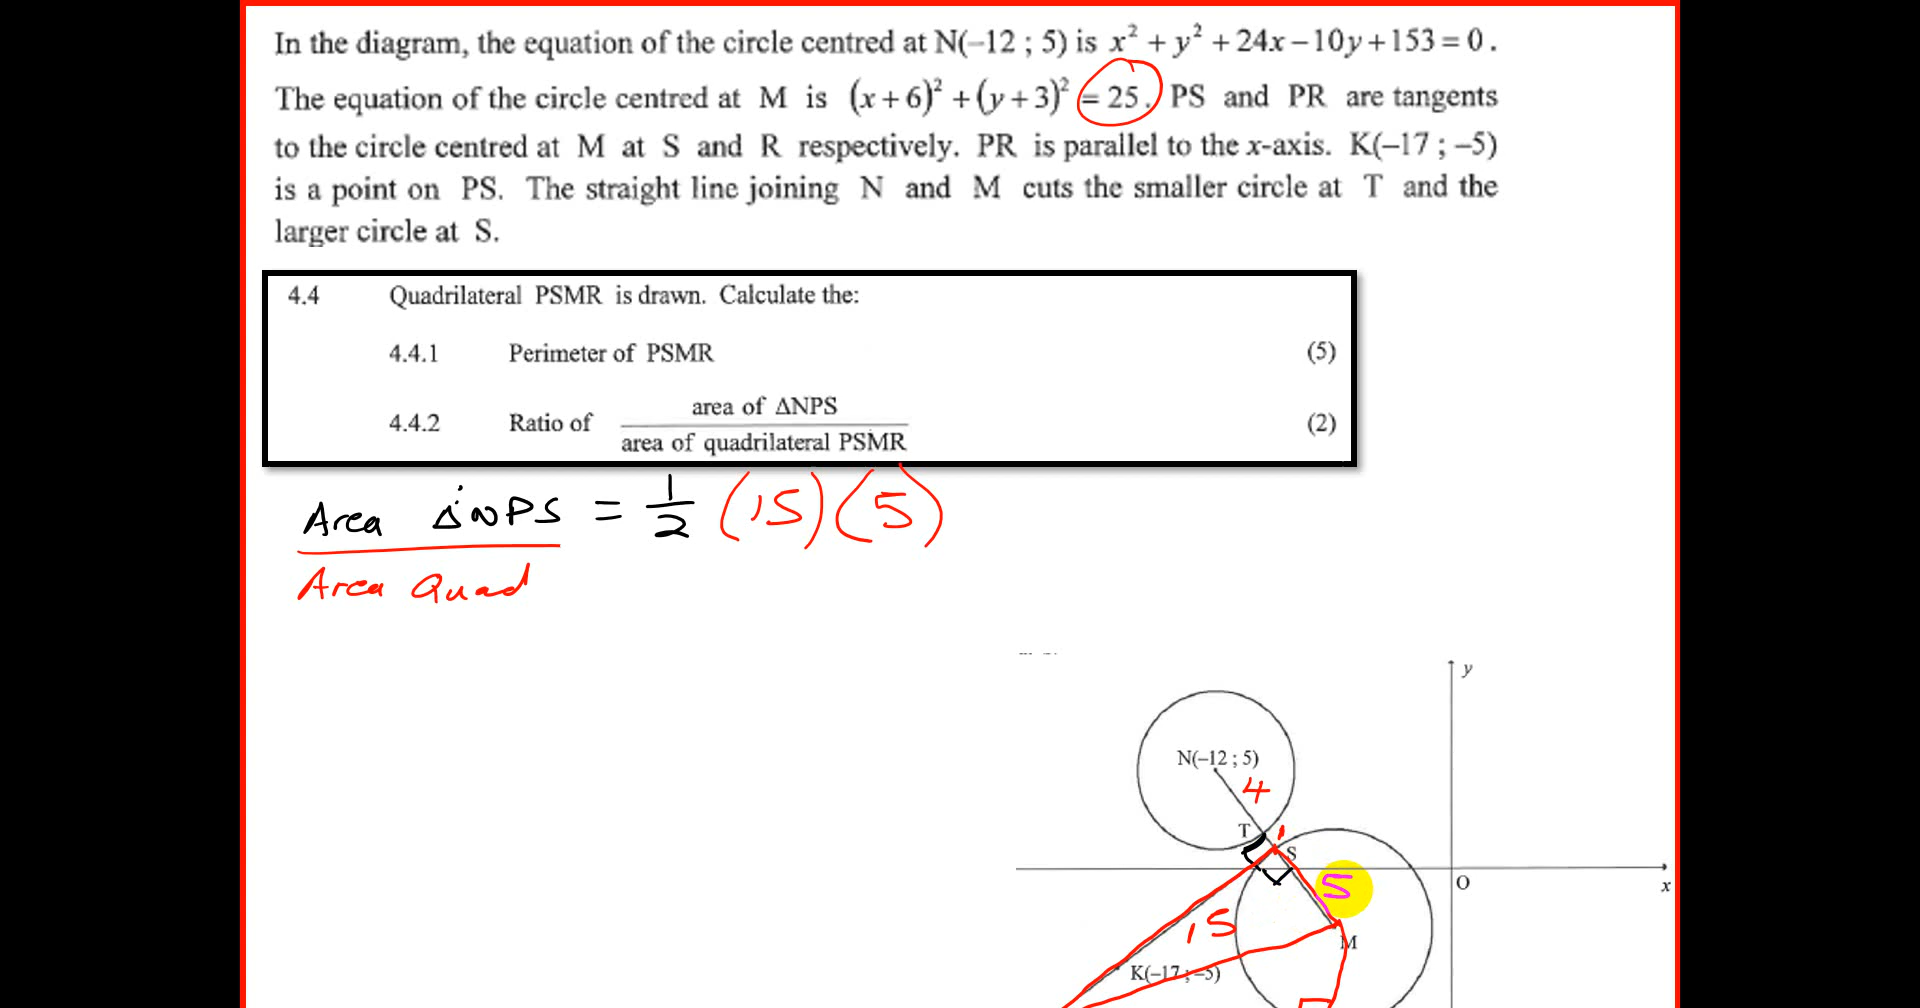 In the diagram, the equation of the circle centred at N(–12 ; 5) is x² + y² + 24x – 10y + 153 = 0.
The equation of the circle centred at M is (x + 6)² + (y + 3)² = 25. PS and PR are tangents
to the circle centred at M at S and R respectively. PR is parallel to the x-axis. K(–17 ; –5)
is a point on PS. The straight line joining N and M cuts the smaller circle at T and the
larger circle at S.
4.4 Quadrilateral PSMR is drawn. Calculate the:
4.4.1 Perimeter of PSMR (5)
area of ΔNPS
4.4.2 Ratio of (2)
area of quadrilateral PSMR
Area ΔNPS = 1/2 (15)(5)
Area Quad
y
N(–12 ; 5)
4
T 1
S
5 O x
15
M
K(–17 ; –5)